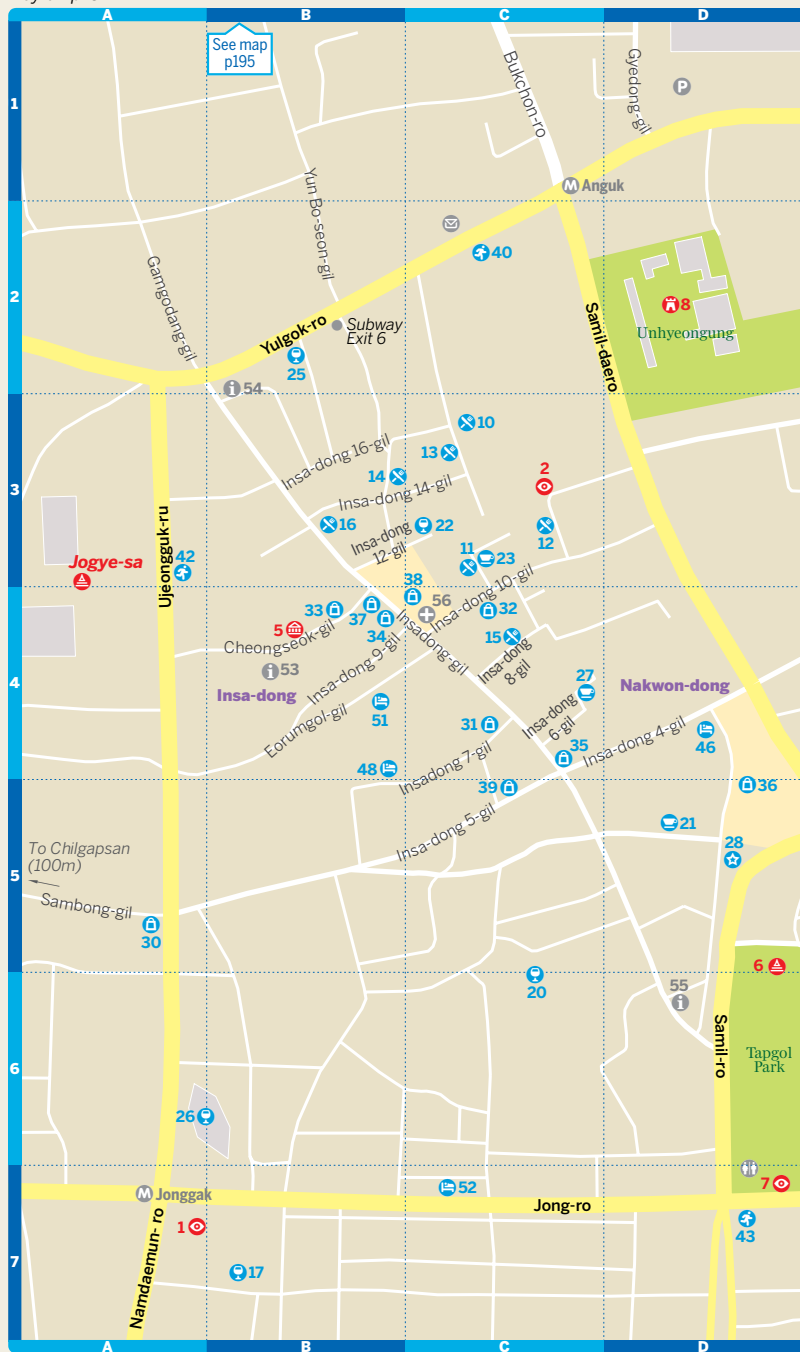 A
B
C
D
See map
p195
Bukchon-ro
Gyedong-gil
P
1
M Anguk
Yun Bo-seon-gil
40
Gamgodang-gil
2
8
Unhyeongung
Samil-daero
Subway
Exit 6
Yulgok-ro
25
i 54
10
Insa-dong 16-gil
13
14
2
3
Insa-dong 14-gil
16
22
12
Insa-dong
12-gil
Ujeongguk-ru
42
Jogye-sa
11
23
38
56
Insa-dong 10-gil
33
37
34
32
5
Cheongseok-gil
Insadong-gil
15
Insa-dong
8-gil
i 53
Insa-dong 9-gil
4
Insa-dong
27
Nakwon-dong
51
Eorumgol-gil
31
Insa-dong
6-gil
35
Insa-dong 4-gil
46
48
Insadong 7-gil
39
36
Insa-dong 5-gil
21
28
To Chilgapsan
(100m)
5
Sambong-gil
30
6
20
55
i
Samil-ro
Tapgol
Park
6
26
M Jonggak
52
7
Jong-ro
1
43
Namdaemun- ro
17
7
A
B
C
D